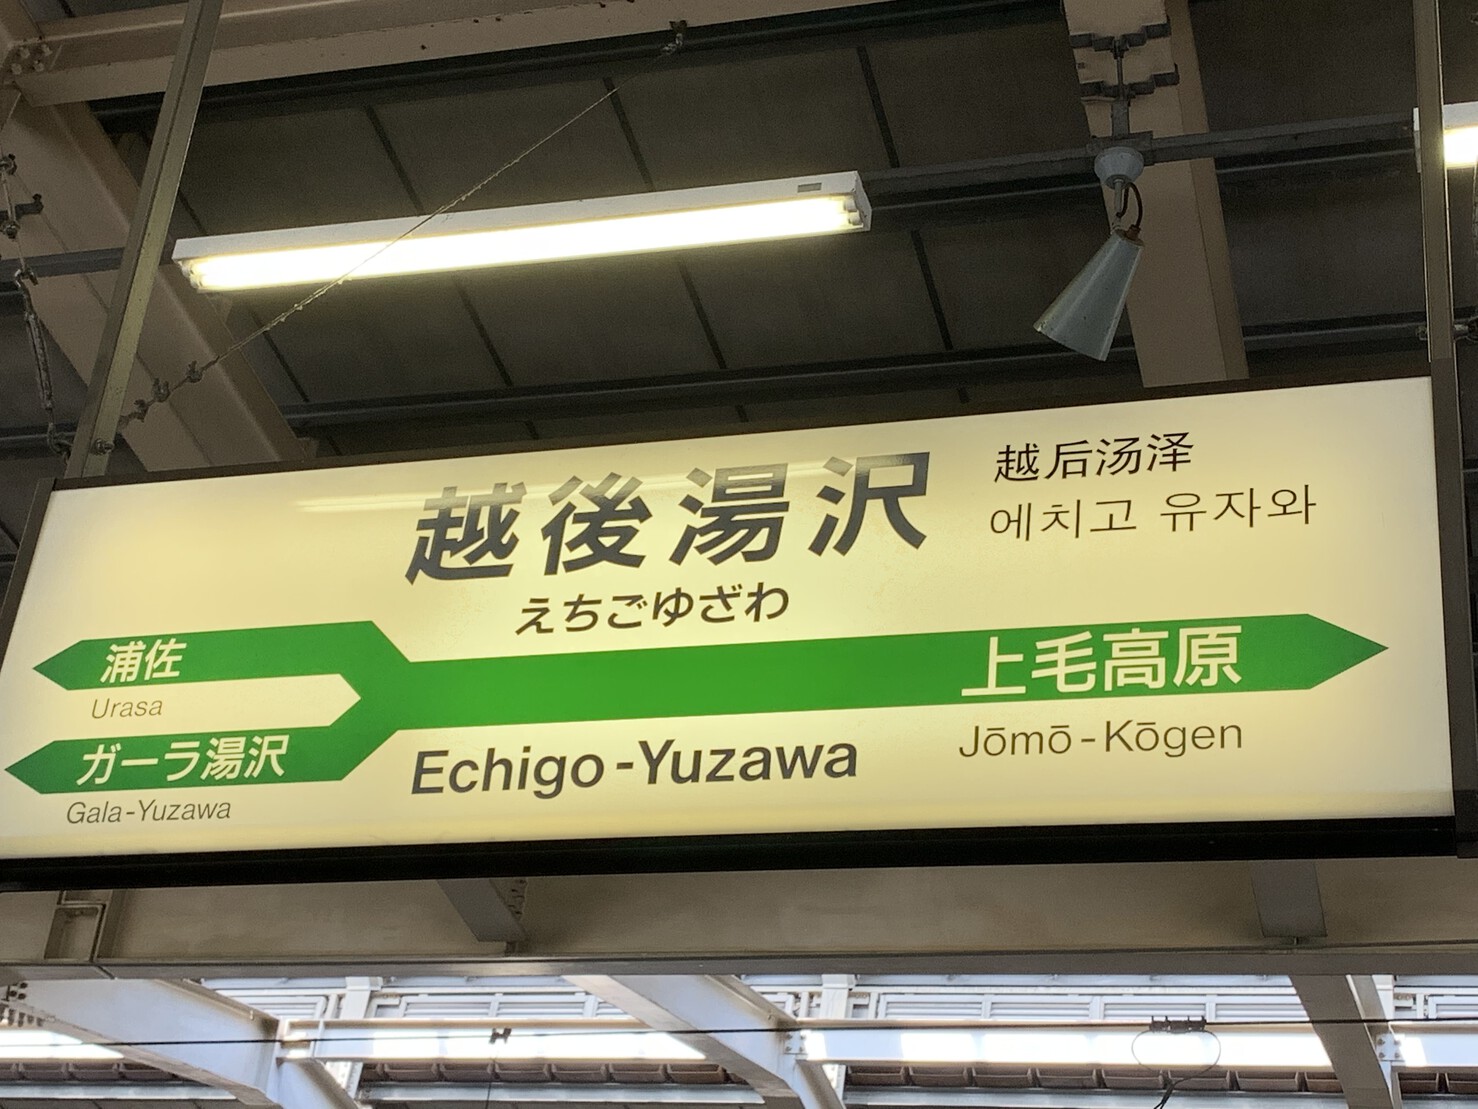 越後湯沢
えちごゆざわ
越后汤泽
에치고 유자와
浦佐
Urasa
ガーラ湯沢
Gala-Yuzawa
Echigo-Yuzawa
上毛高原
Jōmō-Kōgen